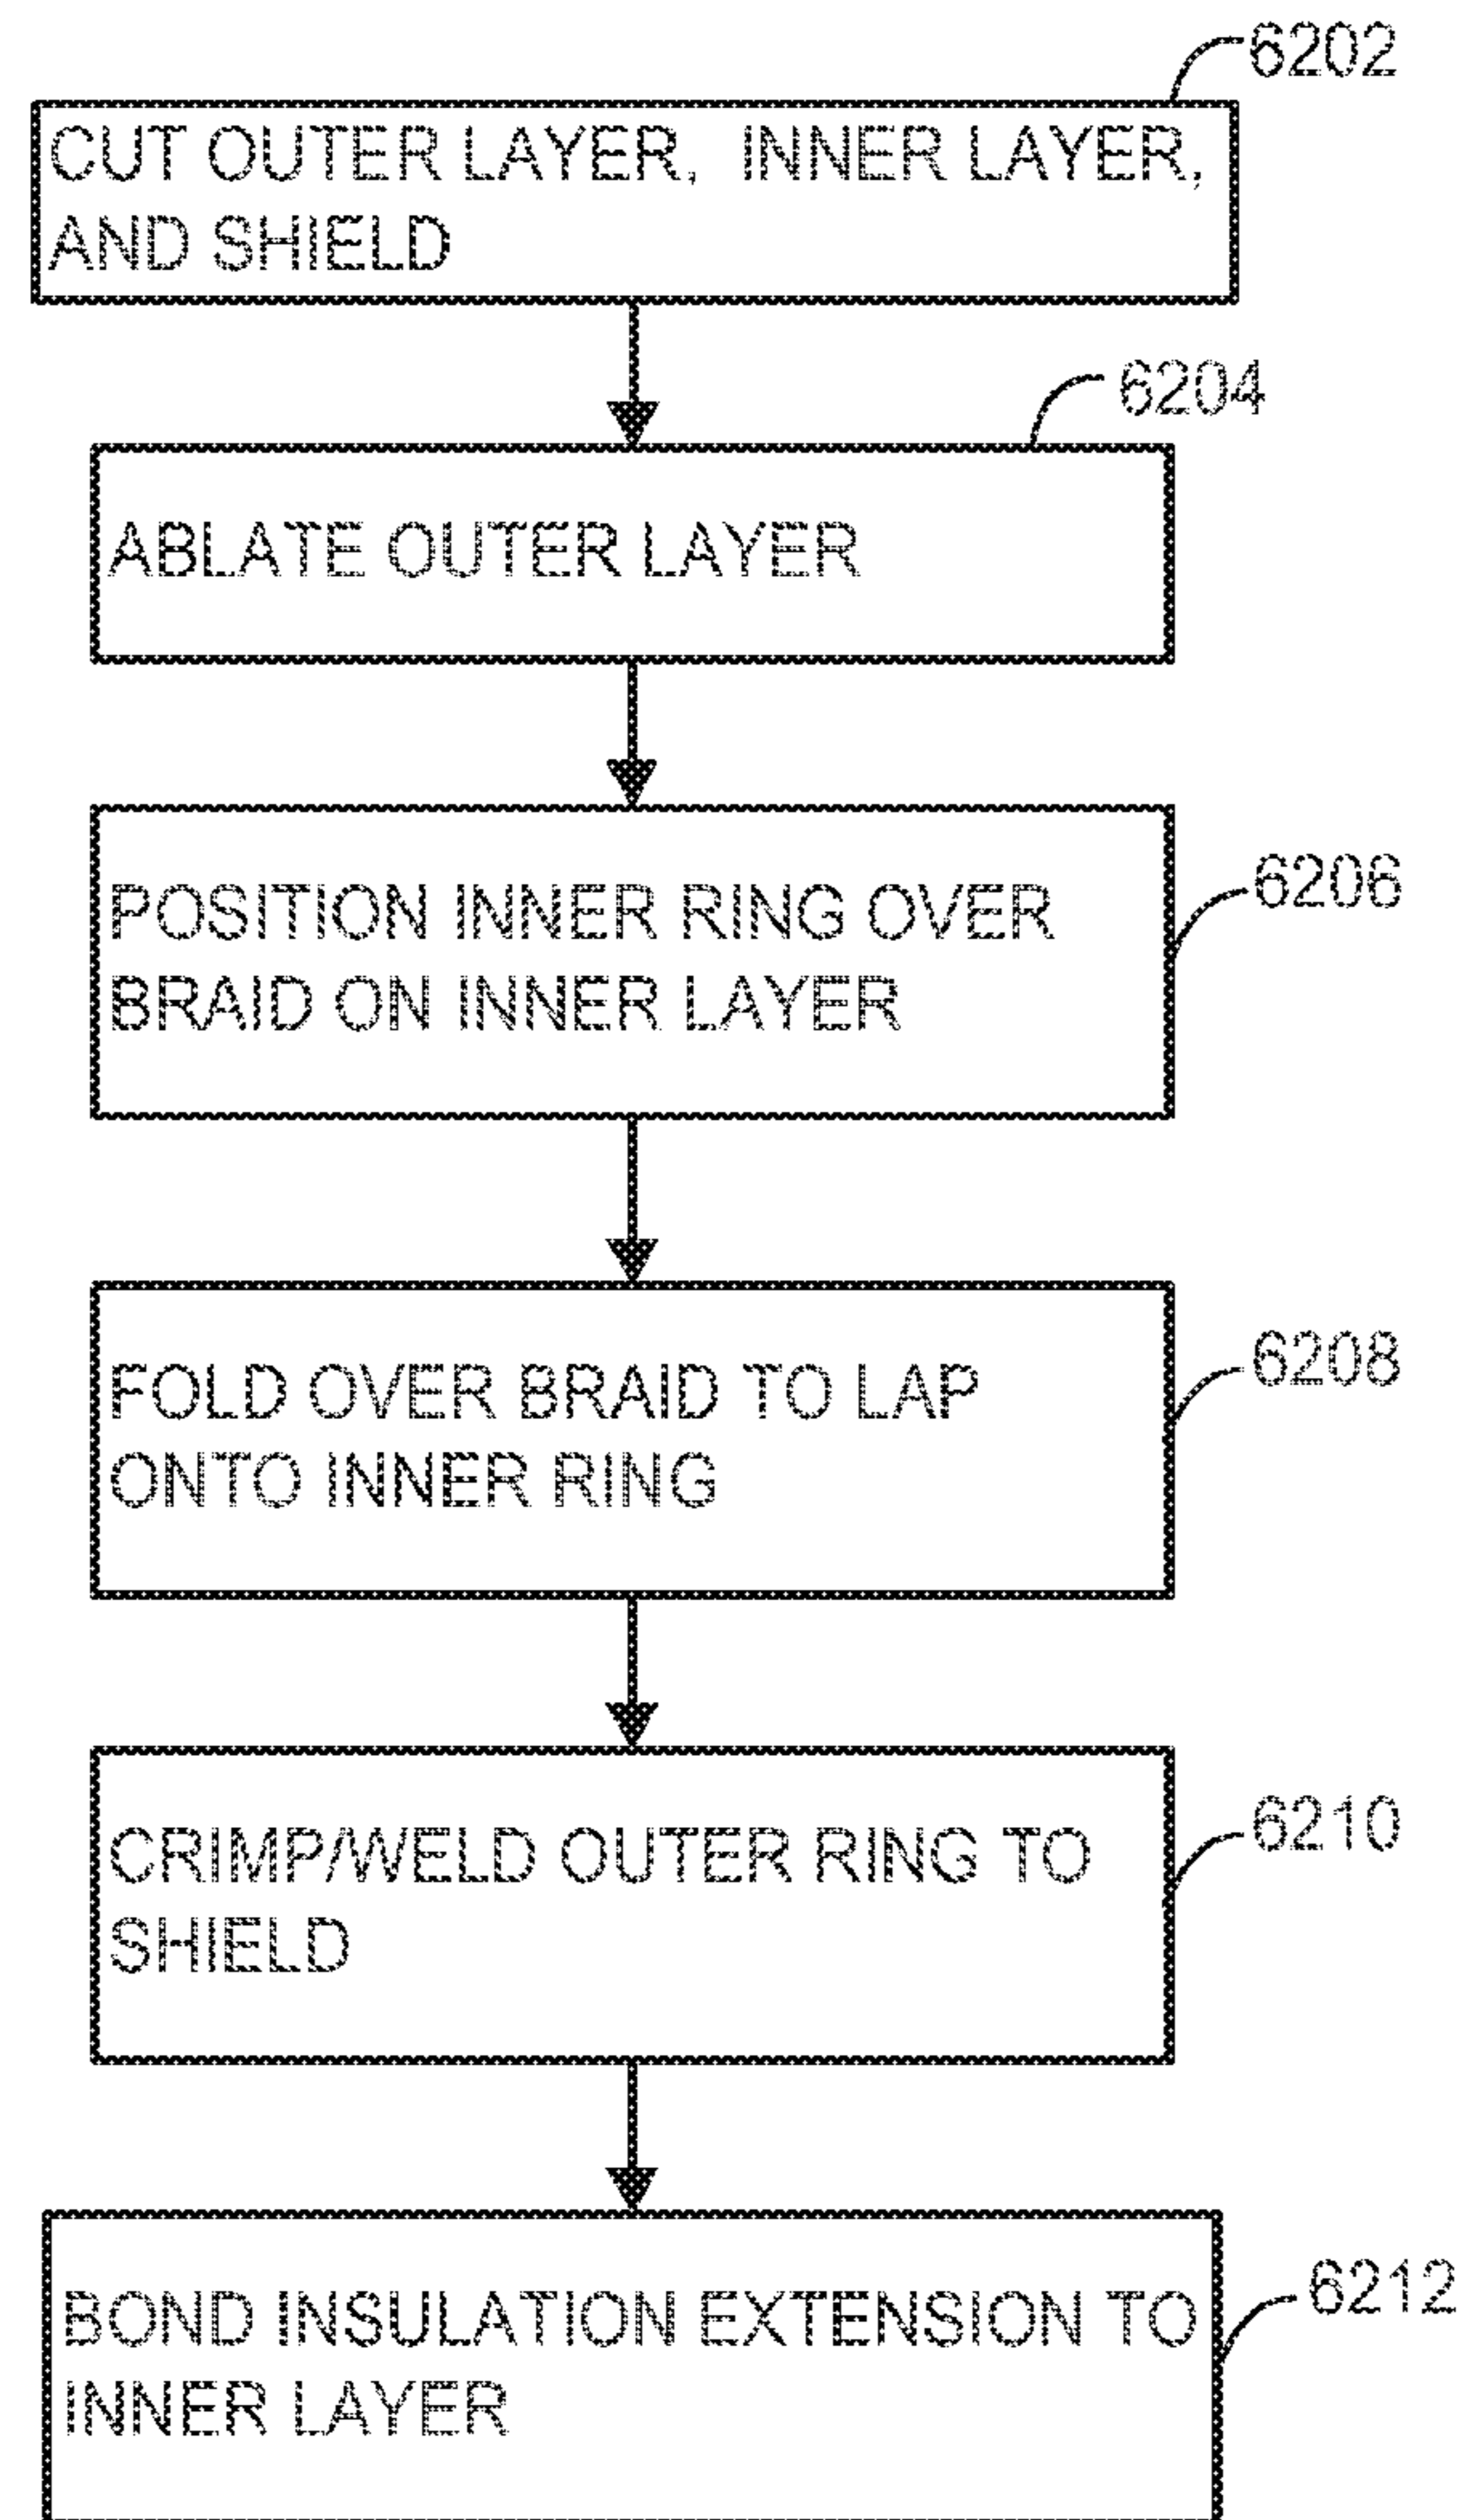 6202
CUT OUTER LAYER, INNER LAYER,
AND SHIELD
6204
ABLATE OUTER LAYER
POSITION INNER RING OVER
BRAID ON INNER LAYER
6206
FOLD OVER BRAID TO LAP
ONTO INNER RING
6208
CRIMP/WELD OUTER RING TO
SHIELD
6210
BOND INSULATION EXTENSION TO
INNER LAYER
6212